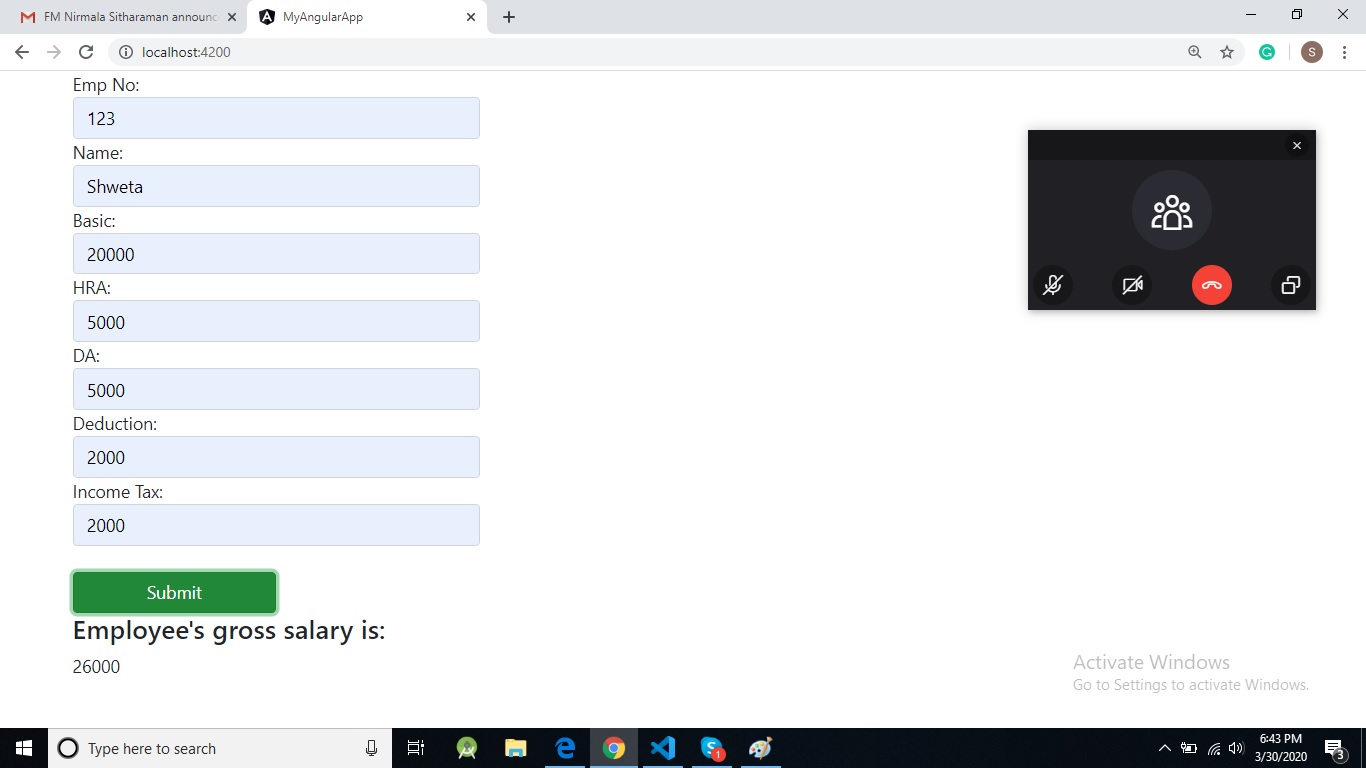 FM Nirmala Sitharaman announc
MyAngularApp
localhost:4200
S
Emp No:
123
Name:
Shweta
Basic:
20000
HRA:
5000
DA:
5000
Deduction:
2000
Income Tax:
2000
Submit
Employee's gross salary is:
26000
Activate Windows
Go to Settings to activate Windows.
Type here to search
1
6:43 PM
3/30/2020
3